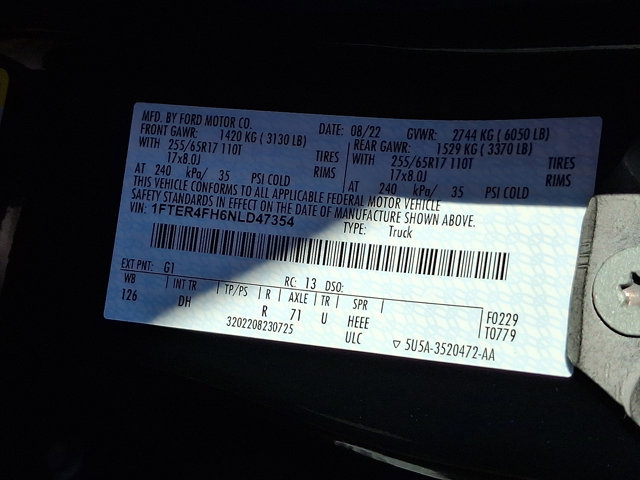 MFD. BY FORD MOTOR CO.
DATE: 08/22 GVWR: 2744 KG ( 6050 LB)
FRONT GAWR: 1420 KG ( 3130 LB) REAR GAWR: 1529 KG ( 3370 LB)
WITH 255/65R17 110T TIRES WITH 255/65R17 110T TIRES
17x8.0J RIMS 17x8.0J RIMS
AT 240 kPa/ 35 PSI COLD AT 240 kPa/ 35 PSI COLD
THIS VEHICLE CONFORMS TO ALL APPLICABLE FEDERAL MOTOR VEHICLE
SAFETY STANDARDS IN EFFECT ON THE DATE OF MANUFACTURE SHOWN ABOVE.
VIN: 1FTER4FH6NLD47354 TYPE: Truck
EXT PNT: G1 RC: 13 DSO:
WB INT TR TP/PS R AXLE TR SPR
126 DH R 71 U HEEE F0229
3202208230725 ULC T0779
▽ 5U5A-3520472-AA